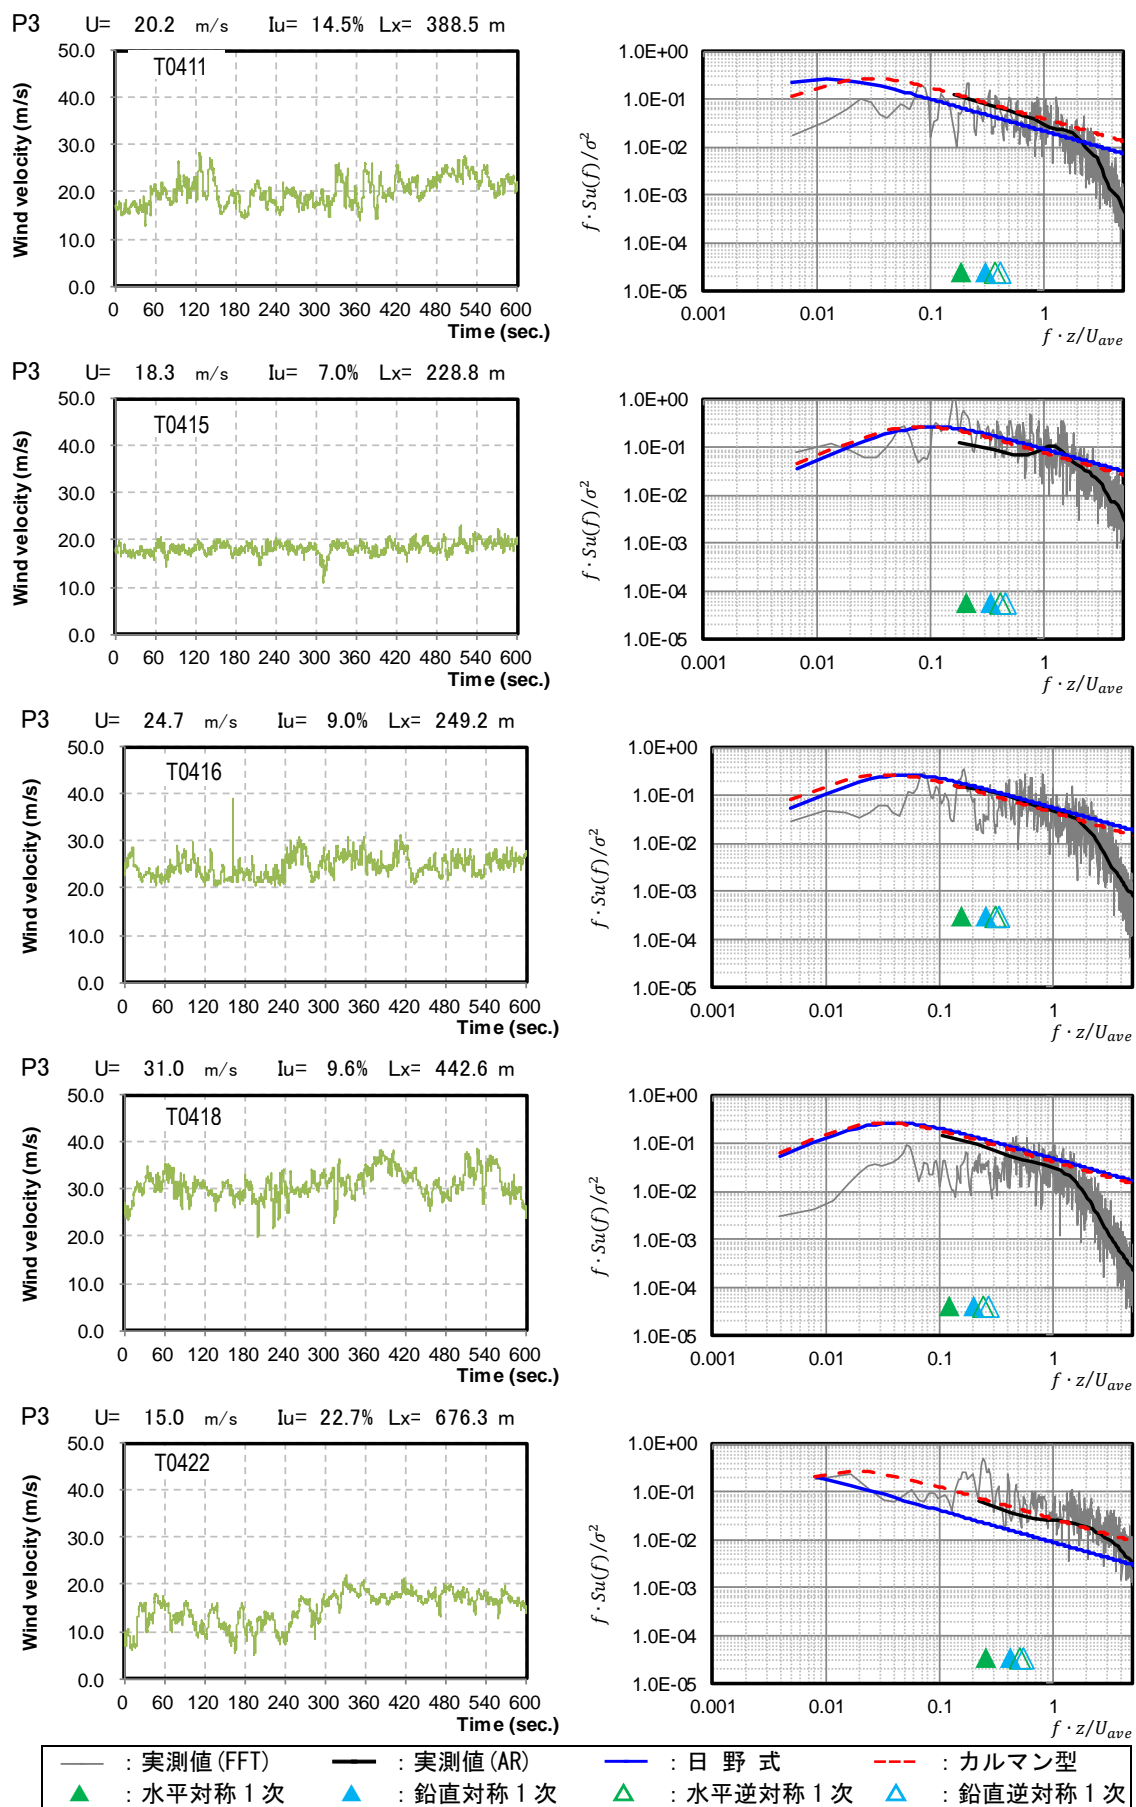 P3 U= 20.2 m/s Iu= 14.5% Lx= 388.5 m
Wind velocity (m/s)
50.0
40.0
30.0
20.0
10.0
0.0
T0411
0 60 120 180 240 300 360 420 480 540 600
Time (sec.)
f · Su(f)/σ²
1.0E+00
1.0E-01
1.0E-02
1.0E-03
1.0E-04
1.0E-05
0.001 0.01 0.1 1
f · z/U_ave
P3 U= 18.3 m/s Iu= 7.0% Lx= 228.8 m
Wind velocity (m/s)
50.0
40.0
30.0
20.0
10.0
0.0
T0415
0 60 120 180 240 300 360 420 480 540 600
Time (sec.)
f · Su(f)/σ²
1.0E+00
1.0E-01
1.0E-02
1.0E-03
1.0E-04
1.0E-05
0.001 0.01 0.1 1
f · z/U_ave
P3 U= 24.7 m/s Iu= 9.0% Lx= 249.2 m
Wind velocity (m/s)
50.0
40.0
30.0
20.0
10.0
0.0
T0416
0 60 120 180 240 300 360 420 480 540 600
Time (sec.)
f · Su(f)/σ²
1.0E+00
1.0E-01
1.0E-02
1.0E-03
1.0E-04
1.0E-05
0.001 0.01 0.1 1
f · z/U_ave
P3 U= 31.0 m/s Iu= 9.6% Lx= 442.6 m
Wind velocity (m/s)
50.0
40.0
30.0
20.0
10.0
0.0
T0418
0 60 120 180 240 300 360 420 480 540 600
Time (sec.)
f · Su(f)/σ²
1.0E+00
1.0E-01
1.0E-02
1.0E-03
1.0E-04
1.0E-05
0.001 0.01 0.1 1
f · z/U_ave
P3 U= 15.0 m/s Iu= 22.7% Lx= 676.3 m
Wind velocity (m/s)
50.0
40.0
30.0
20.0
10.0
0.0
T0422
0 60 120 180 240 300 360 420 480 540 600
Time (sec.)
f · Su(f)/σ²
1.0E+00
1.0E-01
1.0E-02
1.0E-03
1.0E-04
1.0E-05
0.001 0.01 0.1 1
f · z/U_ave
：実測値(FFT) ：実測値(AR) ：日 野 式 ：カルマン型
：水平対称１次 ：鉛直対称１次 ：水平逆対称１次 ：鉛直逆対称１次